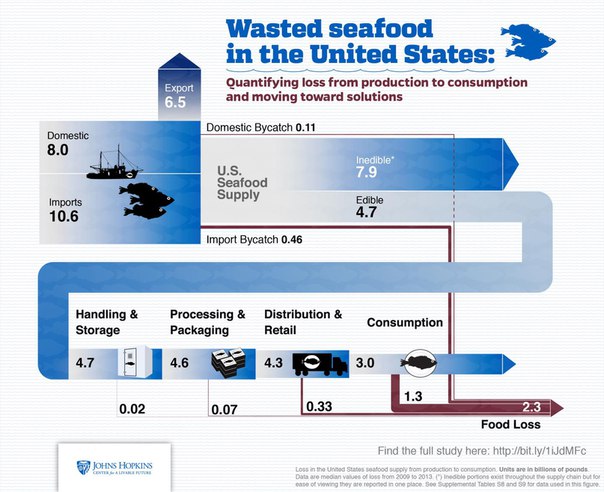 Wasted seafood
in the United States:
Quantifying loss from production to consumption
and moving toward solutions
Export
6.5
Domestic
8.0
Domestic Bycatch 0.11
U.S.
Seafood
Supply
Inedible*
7.9
Edible
4.7
Imports
10.6
Import Bycatch 0.46
Handling &
Storage
Processing &
Packaging
Distribution &
Retail
Consumption
4.7
4.6
4.3
3.0
0.02
0.07
0.33
1.3
2.3
Food Loss
Find the full study here: http://bit.ly/1iJdMFc
JOHNS HOPKINS
CENTER for A LIVABLE FUTURE
Loss in the United States seafood supply from production to consumption. Units are in billions of pounds.
Data are median values of loss from 2009 to 2013. (*) Inedible portions exist throughout the supply chain but for
ease of viewing they are reported in one place. See Supplemental Tables S8 and S9 for data used in this figure.